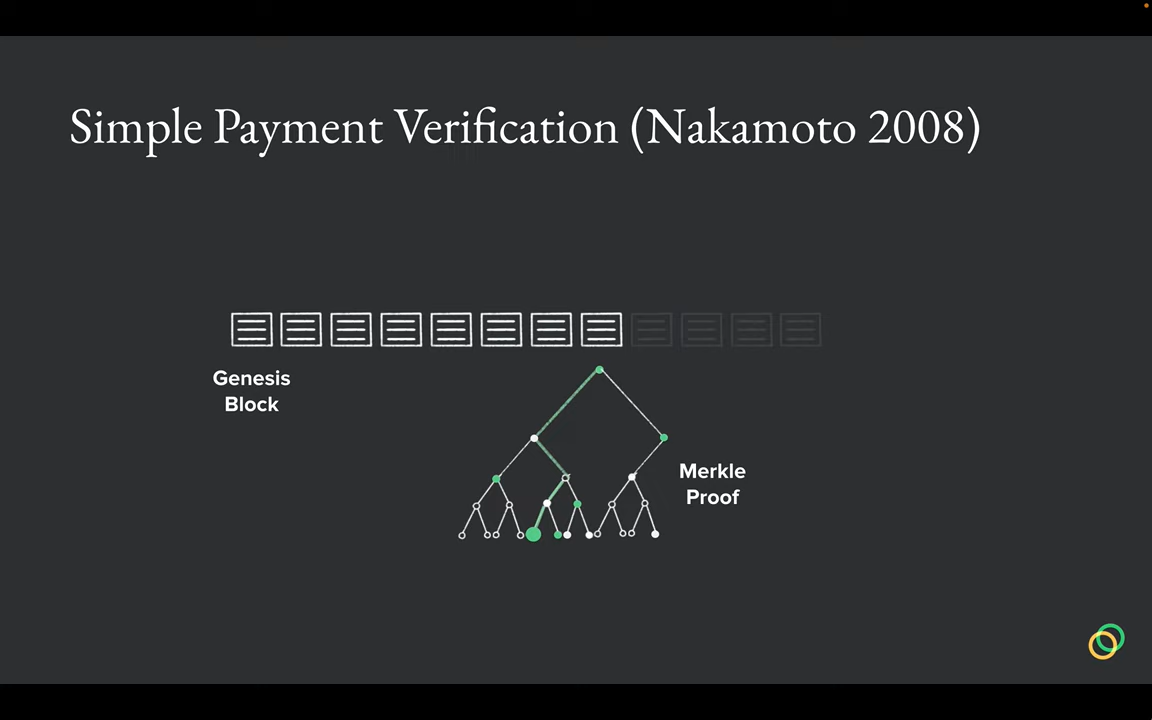 Simple Payment Verification (Nakamoto 2008)
Genesis
Block
Merkle
Proof